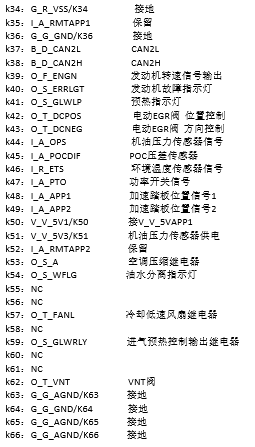 k34: G_R_VSS/K34 接地
k35: I_A_RMTAPP1 保留
k36: G_G_GND/K36 接地
k37: B_D_CAN2L CAN2L
k38: B_D_CAN2H CAN2H
k39: O_F_ENGN 发动机转速信号输出
k40: O_S_ERRLGT 发动机故障指示灯
k41: O_S_GLWLP 预热指示灯
k42: O_T_DCPOS 电动EGR阀 位置控制
k43: O_T_DCNEG 电动EGR阀 方向控制
k44: I_A_OPS 机油压力传感器信号
k45: I_A_POCDIF POC压差传感器
k46: I_R_ETS 环境温度传感器信号
k47: I_A_PTO 功率开关信号
k48: I_A_APP1 加速踏板位置信号1
k49: I_A_APP2 加速踏板位置信号2
k50: V_V_5V1/K50 接V_V_5VAPP1
k51: V_V_5V3/K51 机油压力传感器供电
k52: I_A_RMTAPP2 保留
k53: O_S_A 空调压缩继电器
k54: O_S_WFLG 油水分离指示灯
k55: NC
k56: NC
k57: O_T_FANL 冷却低速风扇继电器
k58: NC
k59: O_S_GLWRLY 进气预热控制输出继电器
k60: NC
k61: NC
k62: O_T_VNT VNT阀
k63: G_G_AGND/K63 接地
k64: G_G_GND/K64 接地
k65: G_G_AGND/K65 接地
k66: G_G_AGND/K66 接地